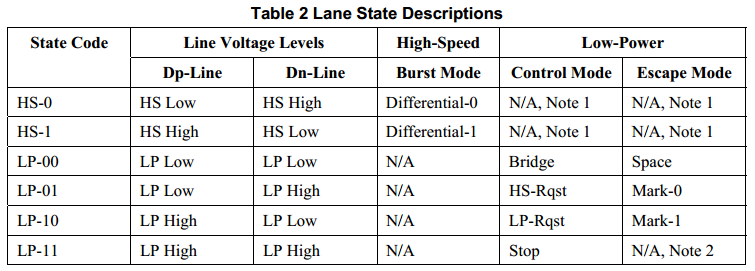 Table 2 Lane State Descriptions
State Code Line Voltage Levels High-Speed Low-Power
Dp-Line Dn-Line Burst Mode Control Mode Escape Mode
HS-0 HS Low HS High Differential-0 N/A, Note 1 N/A, Note 1
HS-1 HS High HS Low Differential-1 N/A, Note 1 N/A, Note 1
LP-00 LP Low LP Low N/A Bridge Space
LP-01 LP Low LP High N/A HS-Rqst Mark-0
LP-10 LP High LP Low N/A LP-Rqst Mark-1
LP-11 LP High LP High N/A Stop N/A, Note 2